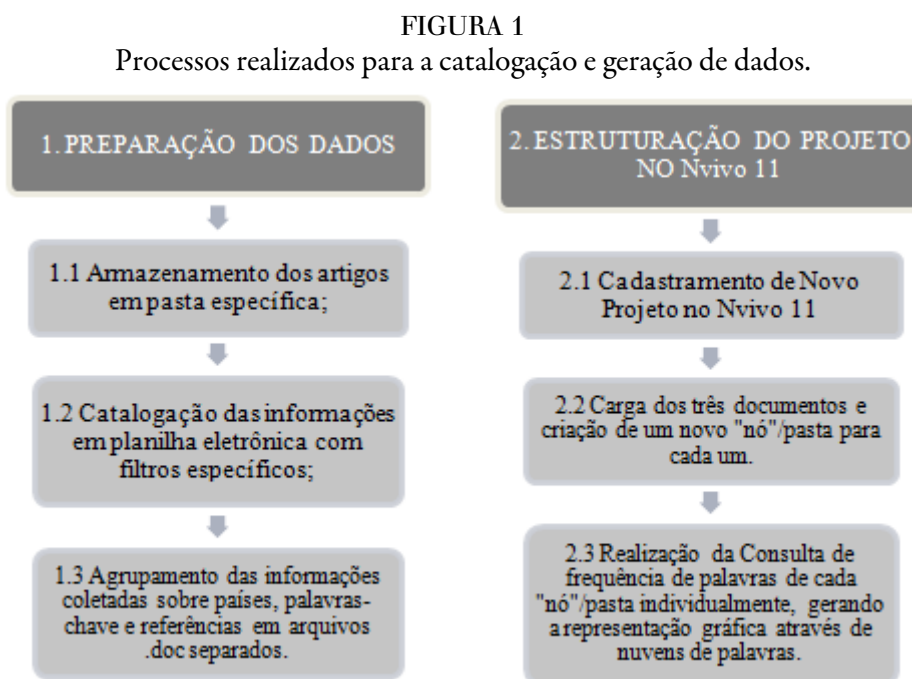 FIGURA 1
Processos realizados para a catalogação e geração de dados.
1. PREPARAÇÃO DOS DADOS
1.1 Armazenamento dos artigos
em pasta específica;
1.2 Catalogação das informações
em planilha eletrônica com
filtros específicos;
1.3 Agrupamento das informações
coletadas sobre países, palavras-
chave e referências em arquivos
.doc separados.
2. ESTRUTURAÇÃO DO PROJETO
NO Nvivo 11
2.1 Cadastramento de Novo
Projeto no Nvivo 11
2.2 Carga dos três documentos e
criação de um novo "nó"/pasta para
cada um.
2.3 Realização da Consulta de
frequência de palavras de cada
"nó"/pasta individualmente, gerando
a representação gráfica através de
nuvens de palavras.